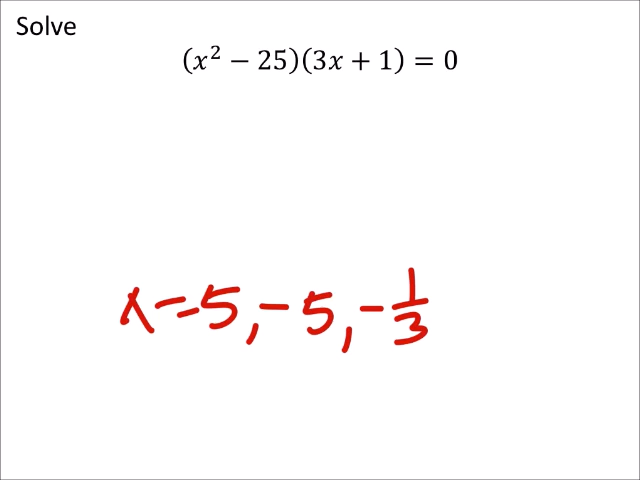 Solve
(x² − 25)(3x + 1) = 0
x = 5, −5, −1/3